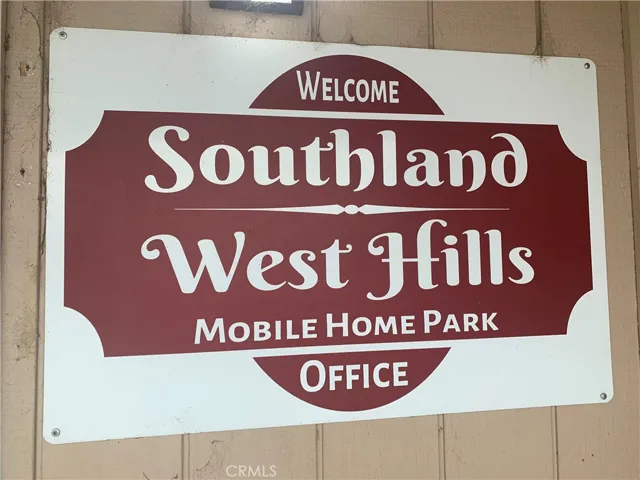 Welcome
Southland
West Hills
Mobile Home Park
Office
CRMLS